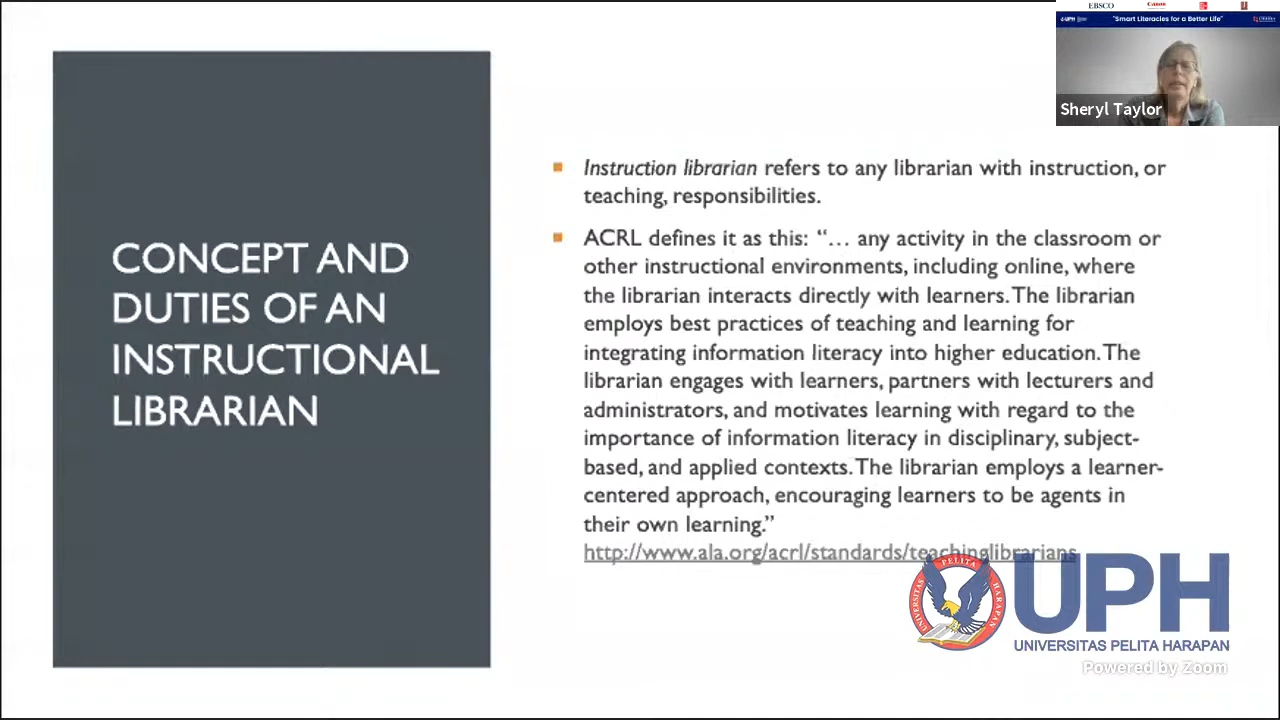 EBSCO Canon
UPH "Smart Literacies for a Better Life"
Sheryl Taylor
CONCEPT AND
DUTIES OF AN
INSTRUCTIONAL
LIBRARIAN
Instruction librarian refers to any librarian with instruction, or
teaching, responsibilities.
ACRL defines it as this: “… any activity in the classroom or
other instructional environments, including online, where
the librarian interacts directly with learners. The librarian
employs best practices of teaching and learning for
integrating information literacy into higher education. The
librarian engages with learners, partners with lecturers and
administrators, and motivates learning with regard to the
importance of information literacy in disciplinary, subject-
based, and applied contexts. The librarian employs a learner-
centered approach, encouraging learners to be agents in
their own learning.”
http://www.ala.org/acrl/standards/teachinglibrarians
UNIVERSITAS PELITA HARAPAN
UPH
UNIVERSITAS PELITA HARAPAN
Powered by Zoom